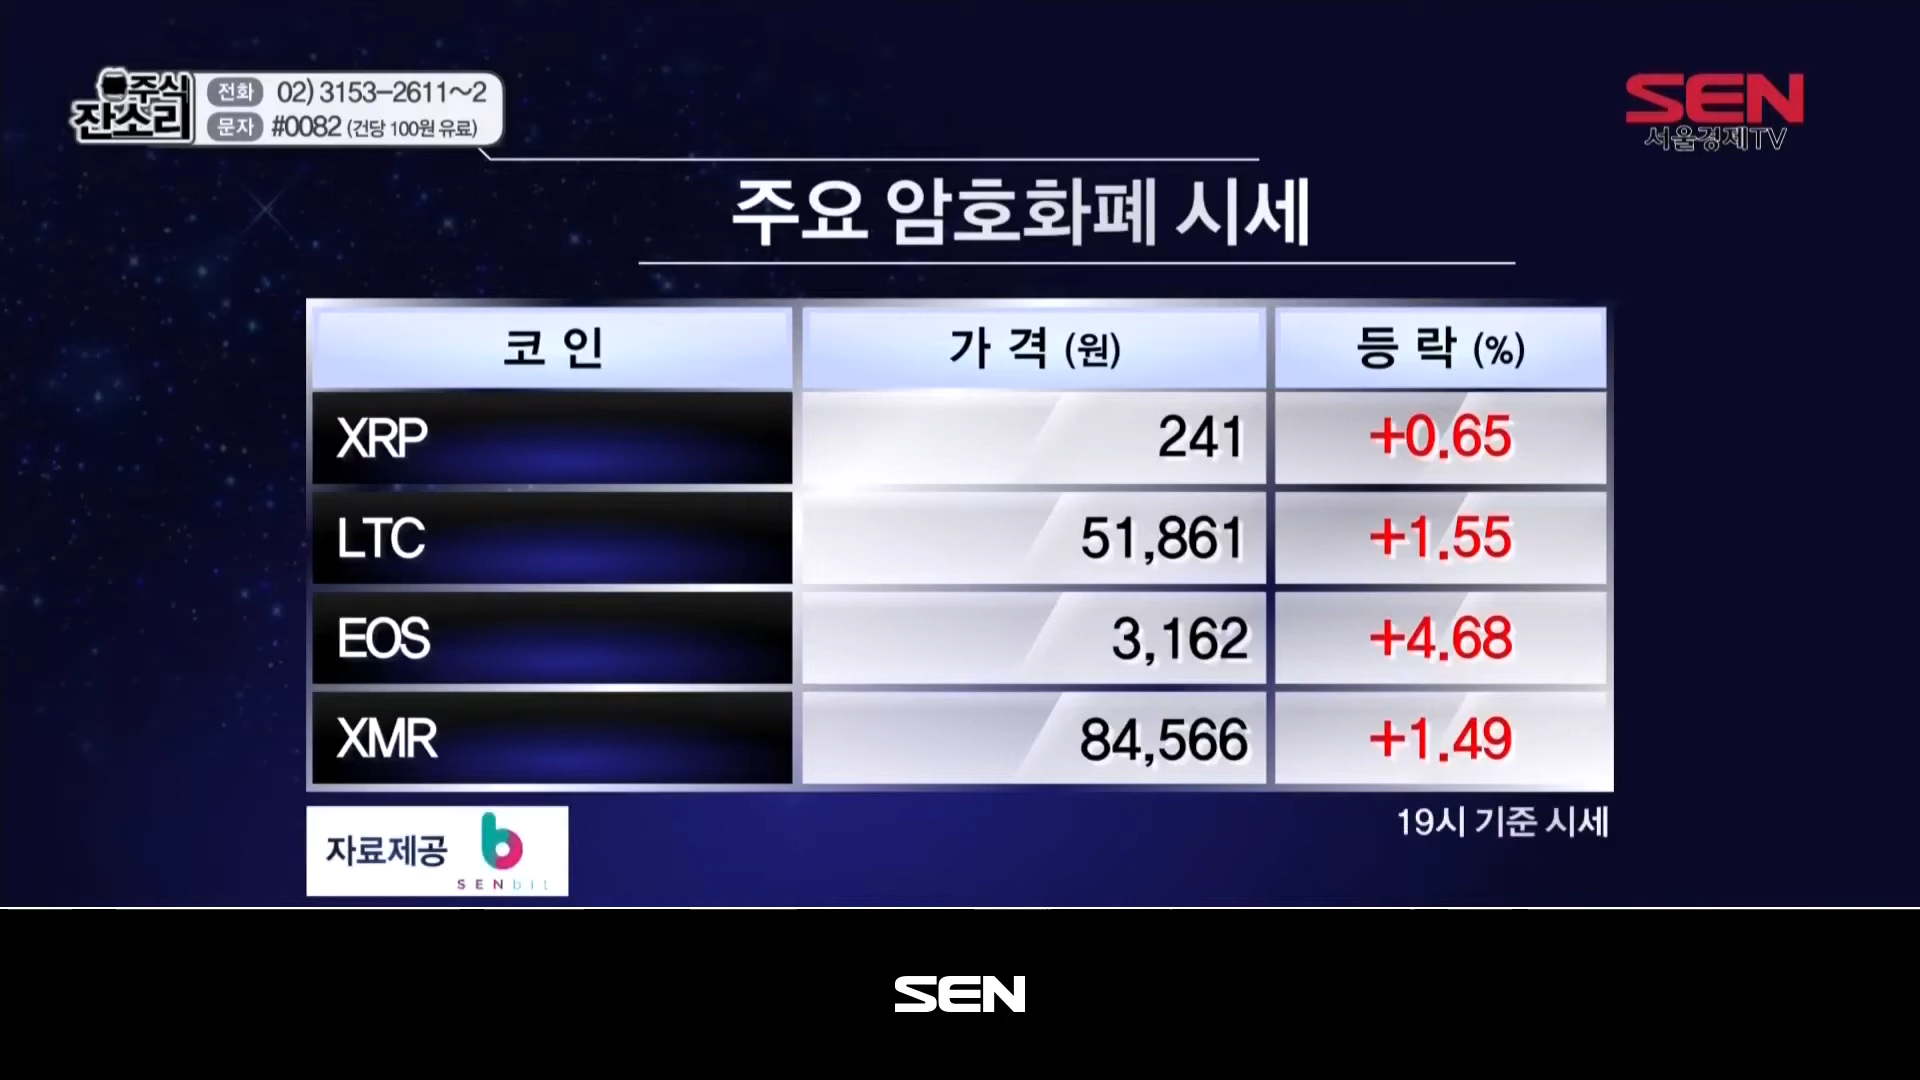 주식
잔소리
전화 02) 3153-2611~2
문자 #0082 (건당 100원 유료)
SEN
서울경제TV
주요 암호화폐 시세
코 인 가 격 (원) 등 락 (%)
XRP 241 +0.65
LTC 51,861 +1.55
EOS 3,162 +4.68
XMR 84,566 +1.49
19시 기준 시세
자료제공
SENbit
SEN